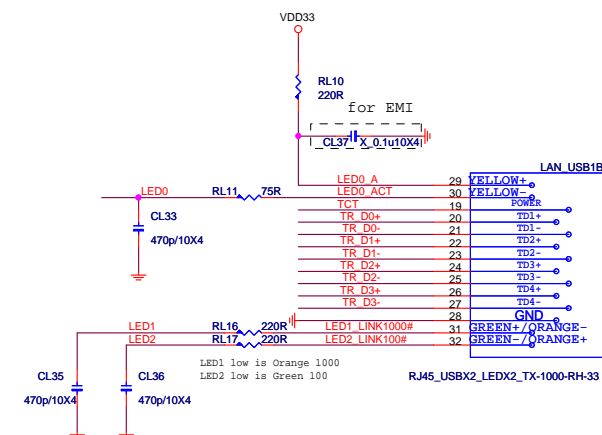 VDD33
RL10
220R
for EMI
CL37 X_0.1u10X4
LAN_USB1B
LED0_A 29 YELLOW+
LED0 RL11 75R LED0_ACT 30 YELLOW-
TCT 19 POWER
TR_D0+ 20 TD1+
TR_D0- 21 TD1-
TR_D1+ 22 TD2+
TR_D1- 23 TD2-
TR_D2+ 24 TD3+
TR_D2- 25 TD3-
TR_D3+ 26 TD4+
TR_D3- 27 TD4-
28 GND
LED1 RL16 220R LED1_LINK1000# 31 GREEN+/ORANGE-
LED2 RL17 220R LED2_LINK100# 32 GREEN-/ORANGE+
CL33
470p/10X4
LED1 low is Orange 1000
LED2 low is Green 100
CL35
470p/10X4
CL36
470p/10X4
RJ45_USBX2_LEDX2_TX-1000-RH-33